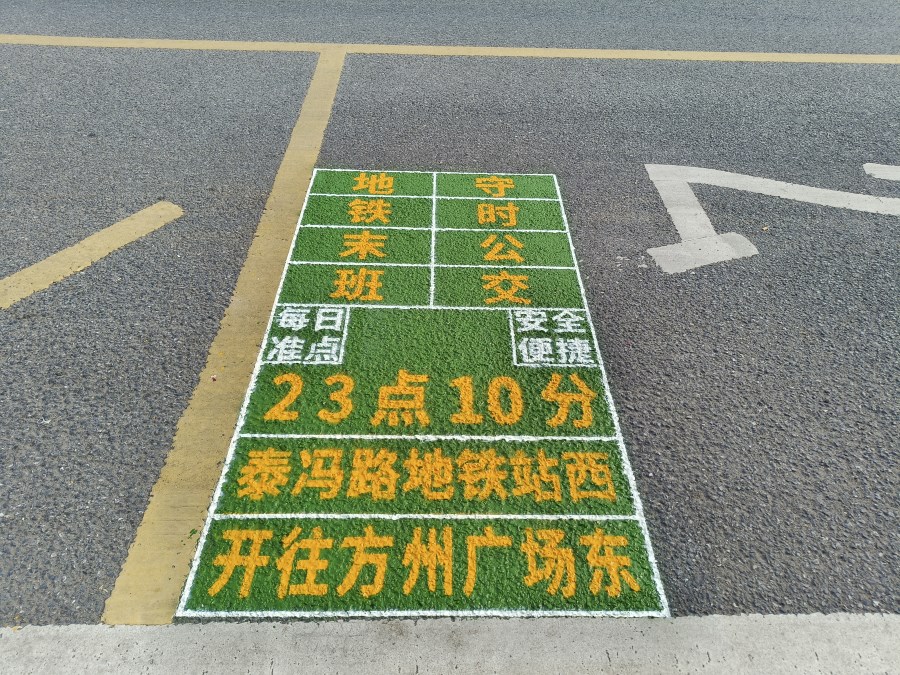 地铁末班
守时公交
每日
准点
安全
便捷
23点10分
泰冯路地铁站西
开往方州广场东